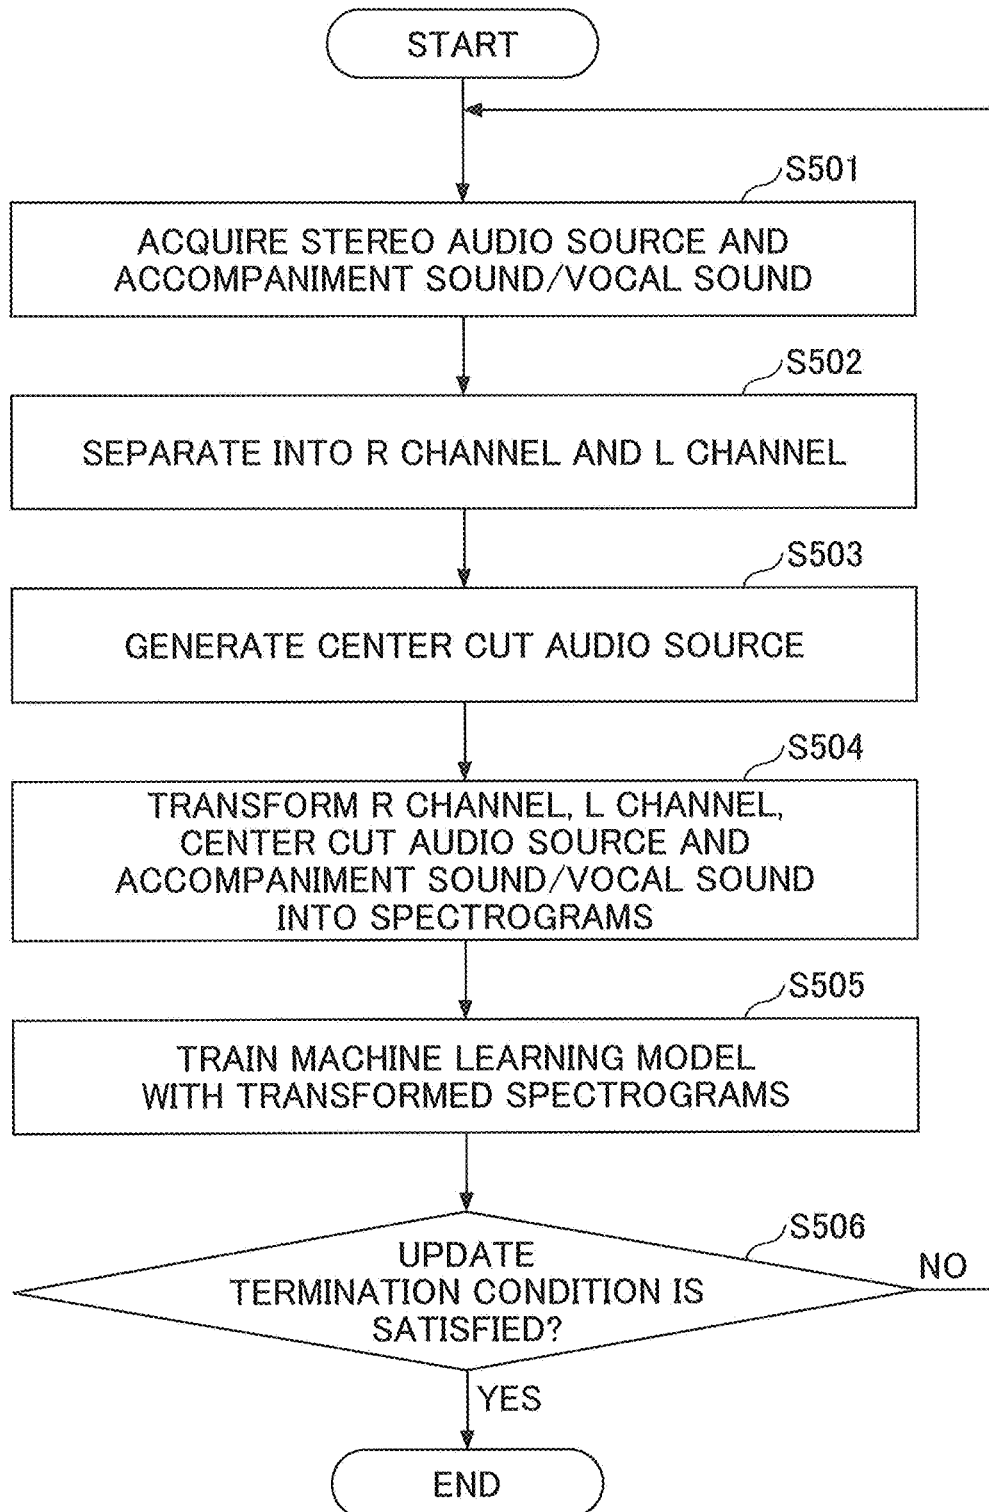 START
S501
ACQUIRE STEREO AUDIO SOURCE AND
ACCOMPANIMENT SOUND/VOCAL SOUND
S502
SEPARATE INTO R CHANNEL AND L CHANNEL
S503
GENERATE CENTER CUT AUDIO SOURCE
S504
TRANSFORM R CHANNEL, L CHANNEL,
CENTER CUT AUDIO SOURCE AND
ACCOMPANIMENT SOUND/VOCAL SOUND
INTO SPECTROGRAMS
S505
TRAIN MACHINE LEARNING MODEL
WITH TRANSFORMED SPECTROGRAMS
S506
UPDATE
TERMINATION CONDITION IS
SATISFIED?
NO
YES
END